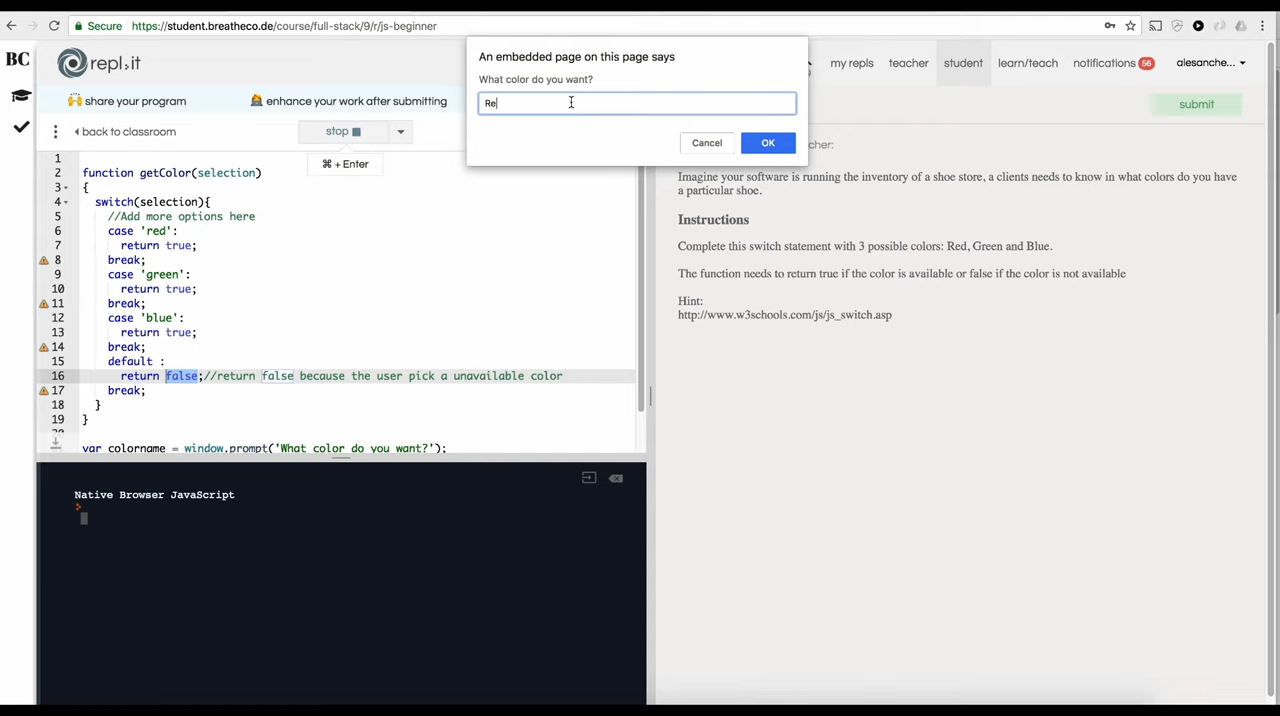 Secure https://student.breatheco.de/course/full-stack/9/r/js-beginner
BC
repl.it
my repls
teacher
student
learn/teach
notifications 56
alesanche...
🙌 share your program
🙋 enhance your work after submitting
back to classroom
stop
⌘ + Enter
submit
An embedded page on this page says
What color do you want?
Re
Cancel
OK
1
2 function getColor(selection)
3 {
4 switch(selection){
5 //Add more options here
6 case 'red':
7 return true;
8 break;
9 case 'green':
10 return true;
11 break;
12 case 'blue':
13 return true;
14 break;
15 default :
16 return false;//return false because the user pick a unavailable color
17 break;
18 }
19 }
var colorname = window.prompt('What color do you want?');
Native Browser JavaScript
cher:
Imagine your software is running the inventory of a shoe store, a clients needs to know in what colors do you have
a particular shoe.
Instructions
Complete this switch statement with 3 possible colors: Red, Green and Blue.
The function needs to return true if the color is available or false if the color is not available
Hint:
http://www.w3schools.com/js/js_switch.asp